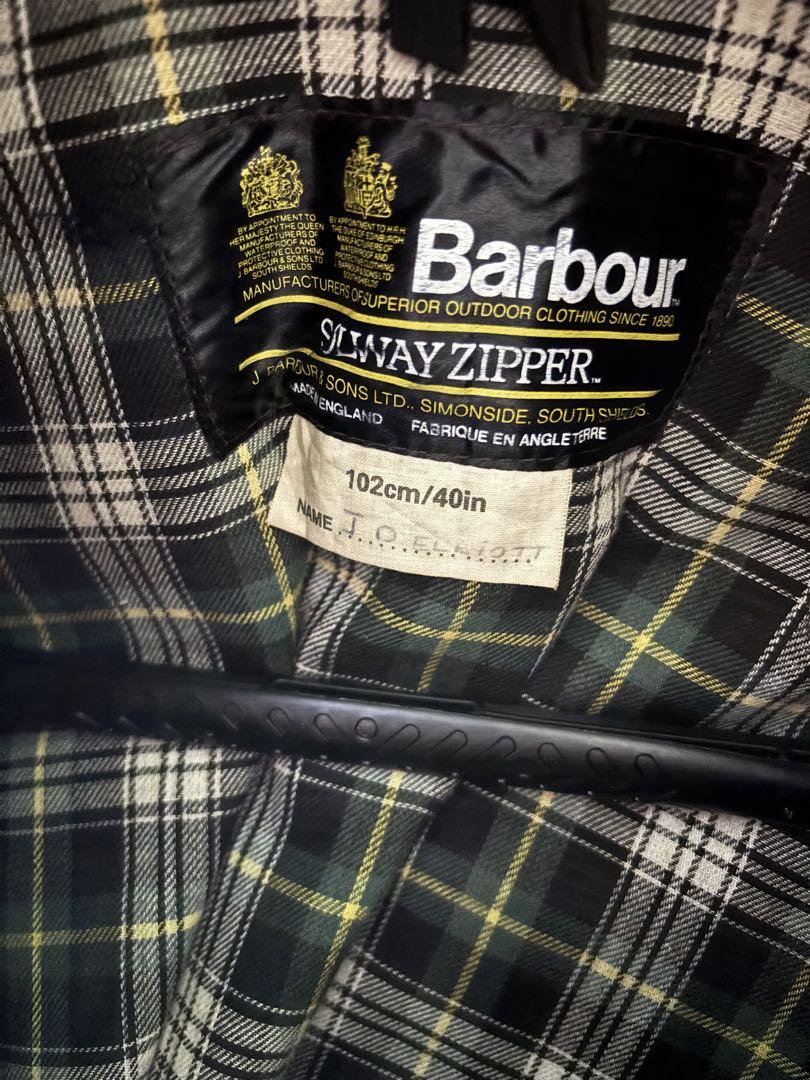 BY APPOINTMENT TO
HER MAJESTY THE QUEEN
MANUFACTURERS OF
WATERPROOF AND
PROTECTIVE CLOTHING
J. BARBOUR & SONS LTD
SOUTH SHIELDS
BY APPOINTMENT TO H.R.H.
THE DUKE OF EDINBURGH
MANUFACTURERS OF
WATERPROOF AND
PROTECTIVE CLOTHING
J. BARBOUR & SONS LTD
SOUTH SHIELDS
Barbour™
MANUFACTURERS OF SUPERIOR OUTDOOR CLOTHING SINCE 1890
SOLWAY ZIPPER™
J. BARBOUR & SONS LTD., SIMONSIDE, SOUTH SHIELDS.
MADE IN ENGLAND FABRIQUE EN ANGLETERRE
102cm/40in
NAME J O ELLIOTT